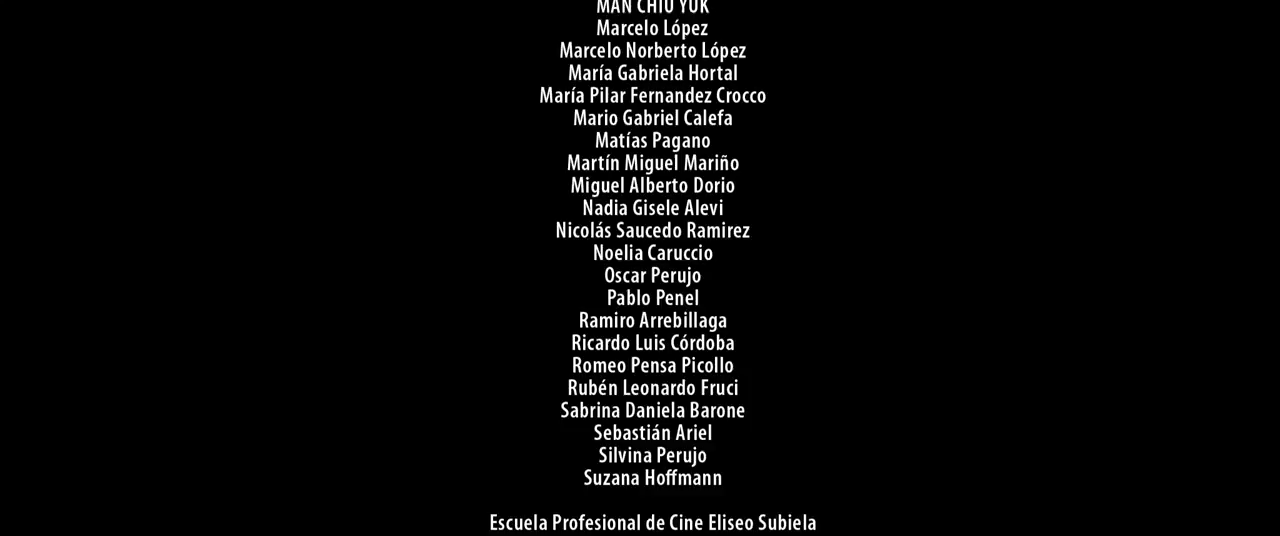 MAN CHIU YUK
Marcelo López
Marcelo Norberto López
María Gabriela Hortal
María Pilar Fernandez Crocco
Mario Gabriel Calefa
Matías Pagano
Martín Miguel Mariño
Miguel Alberto Dorio
Nadia Gisele Alevi
Nicolás Saucedo Ramirez
Noelia Caruccio
Oscar Perujo
Pablo Penel
Ramiro Arrebillaga
Ricardo Luis Córdoba
Romeo Pensa Picollo
Rubén Leonardo Fruci
Sabrina Daniela Barone
Sebastián Ariel
Silvina Perujo
Suzana Hoffmann
Escuela Profesional de Cine Eliseo Subiela